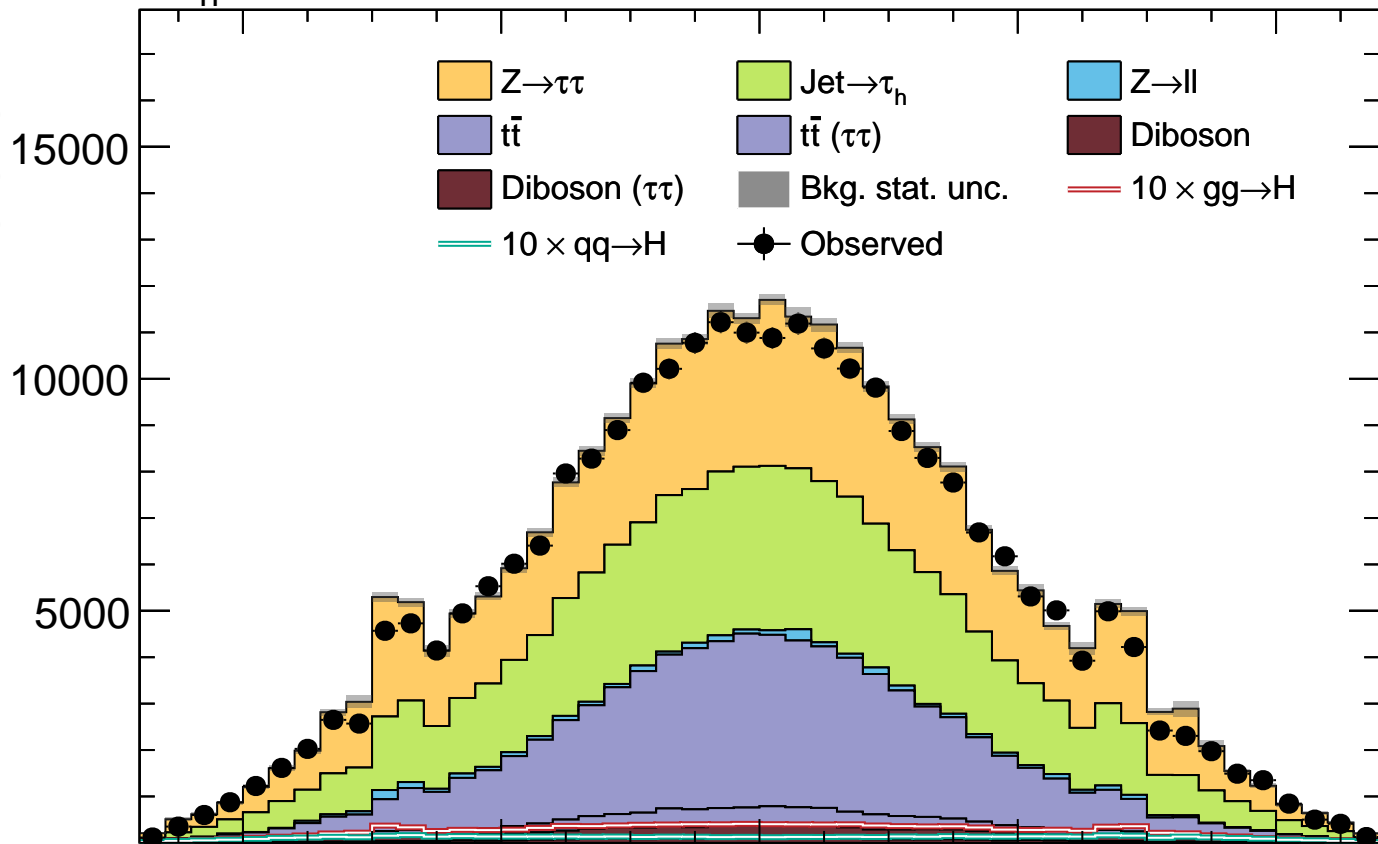 Z→ττ Jet→τh Z→ll
tt̄ tt̄ (ττ) Diboson
Diboson (ττ) Bkg. stat. unc. 10 × gg→H
10 × qq→H Observed
15000
10000
5000